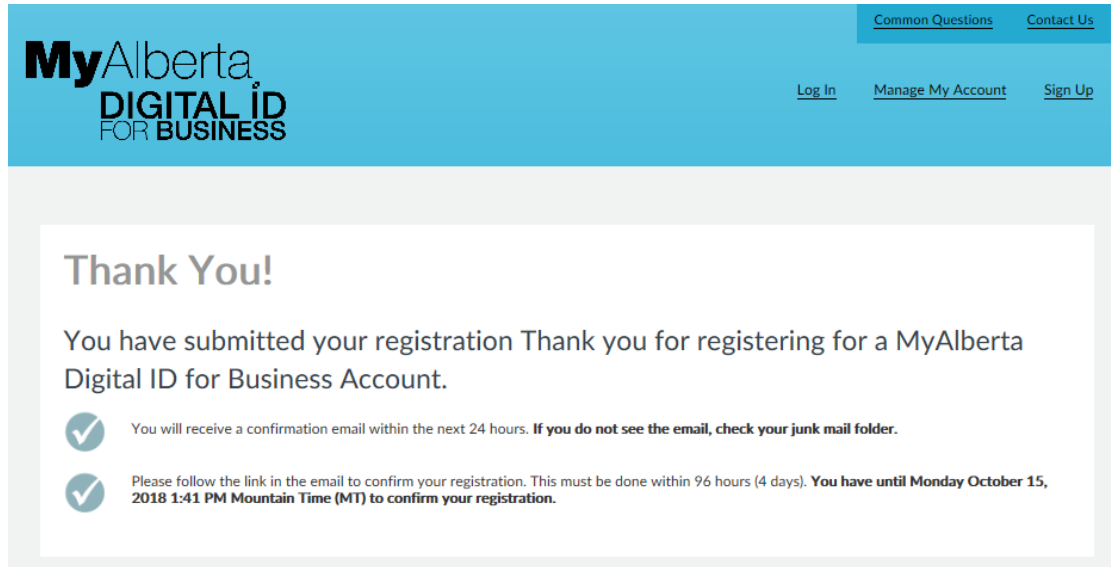 Common Questions Contact Us
MyAlberta
DIGITAL ID
FOR BUSINESS
Log In Manage My Account Sign Up
Thank You!
You have submitted your registration Thank you for registering for a MyAlberta
Digital ID for Business Account.
You will receive a confirmation email within the next 24 hours. If you do not see the email, check your junk mail folder.
Please follow the link in the email to confirm your registration. This must be done within 96 hours (4 days). You have until Monday October 15,
2018 1:41 PM Mountain Time (MT) to confirm your registration.